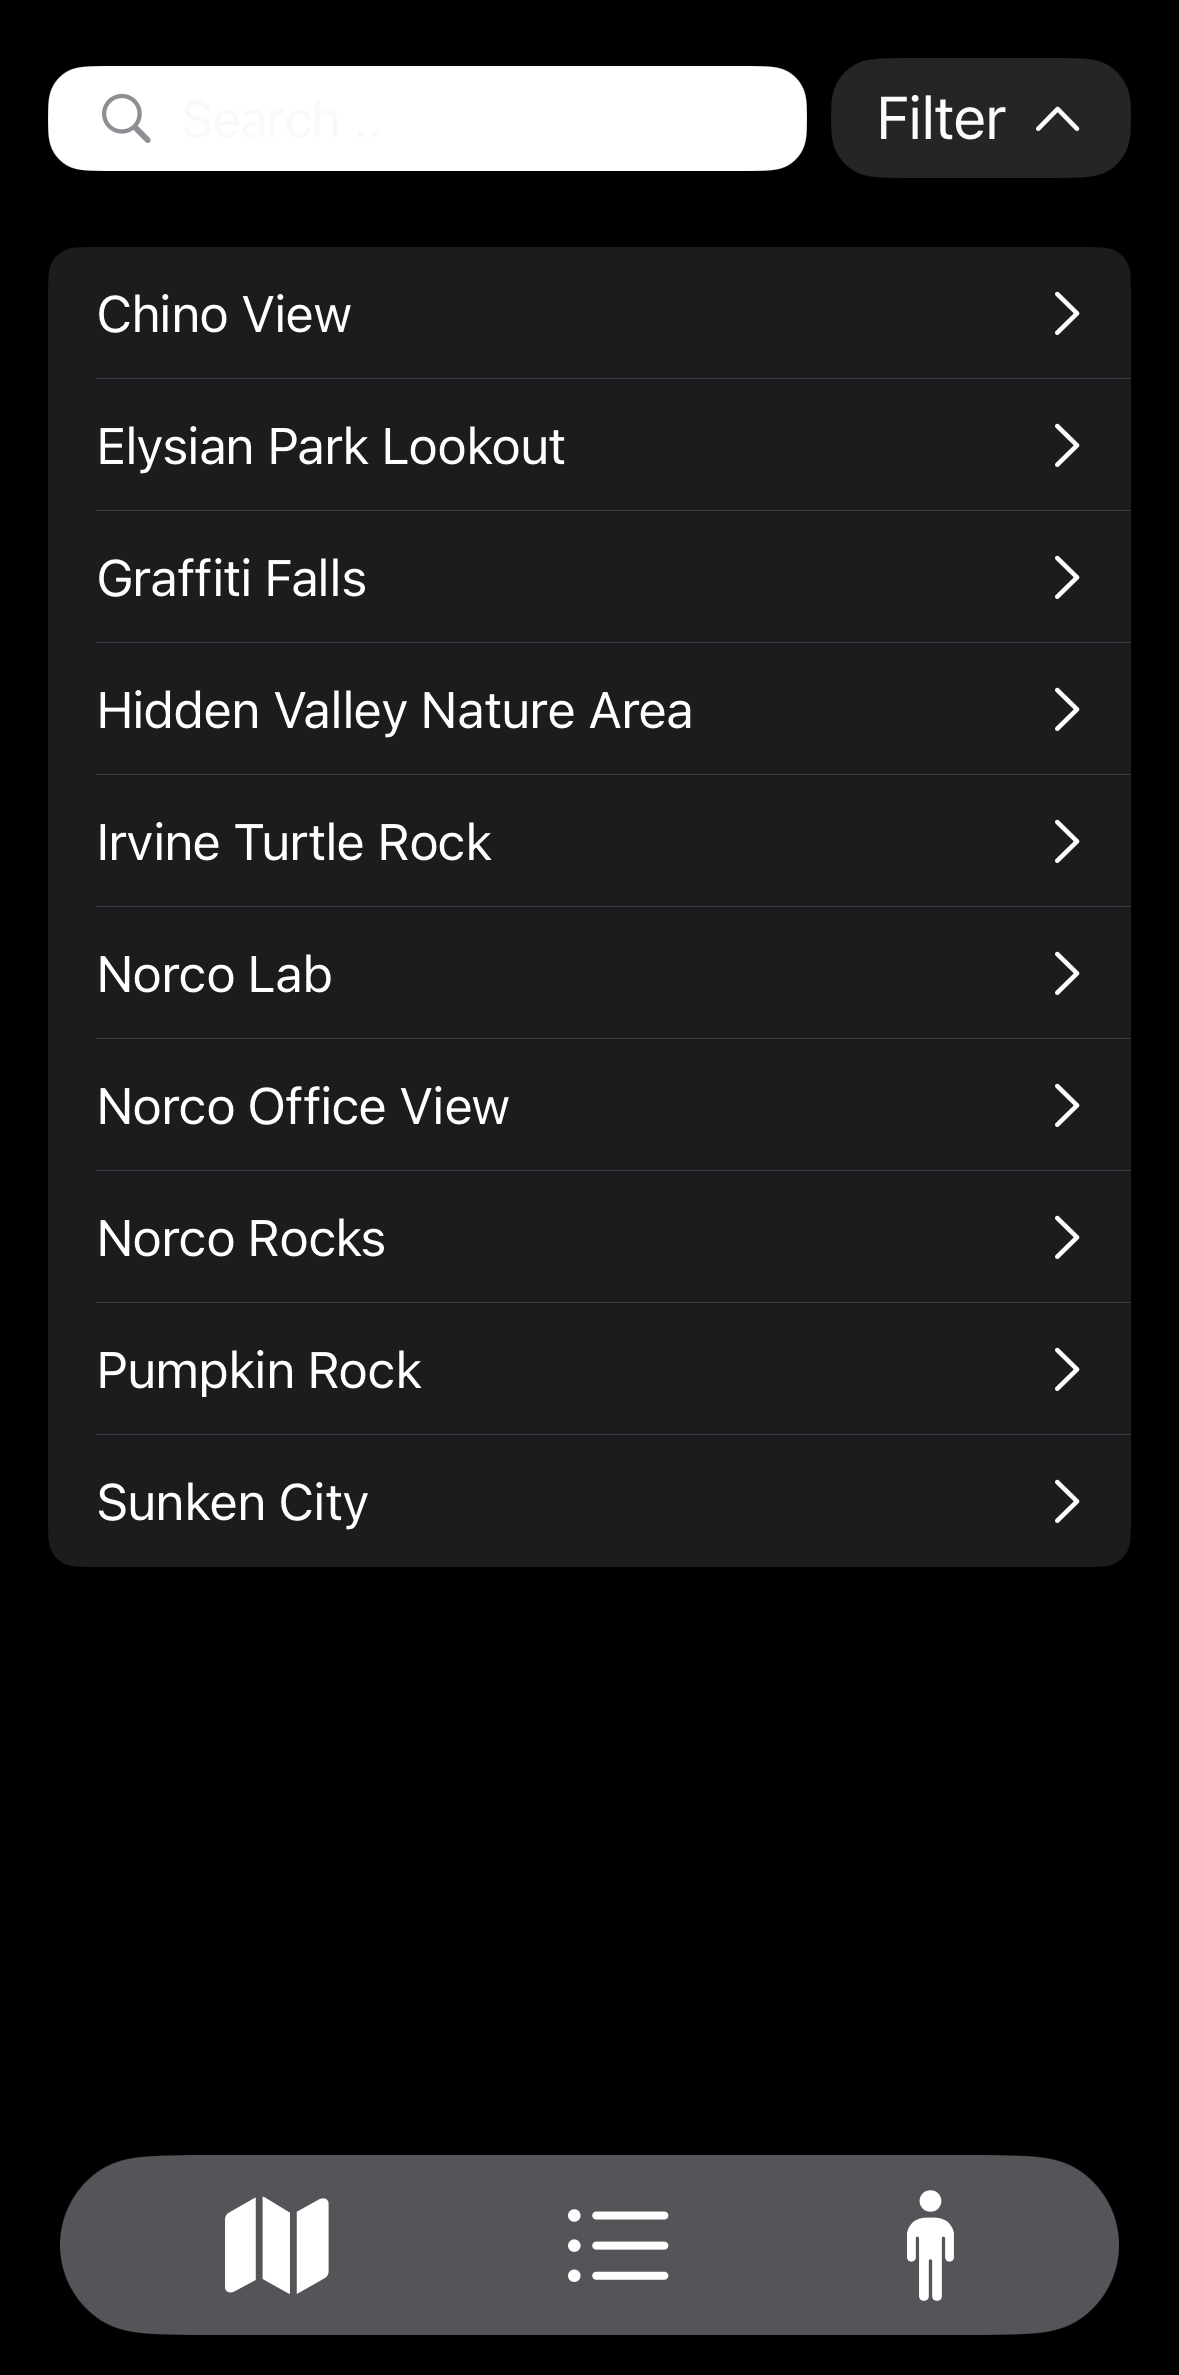 Search ..
Filter
Chino View
Elysian Park Lookout
Graffiti Falls
Hidden Valley Nature Area
Irvine Turtle Rock
Norco Lab
Norco Office View
Norco Rocks
Pumpkin Rock
Sunken City